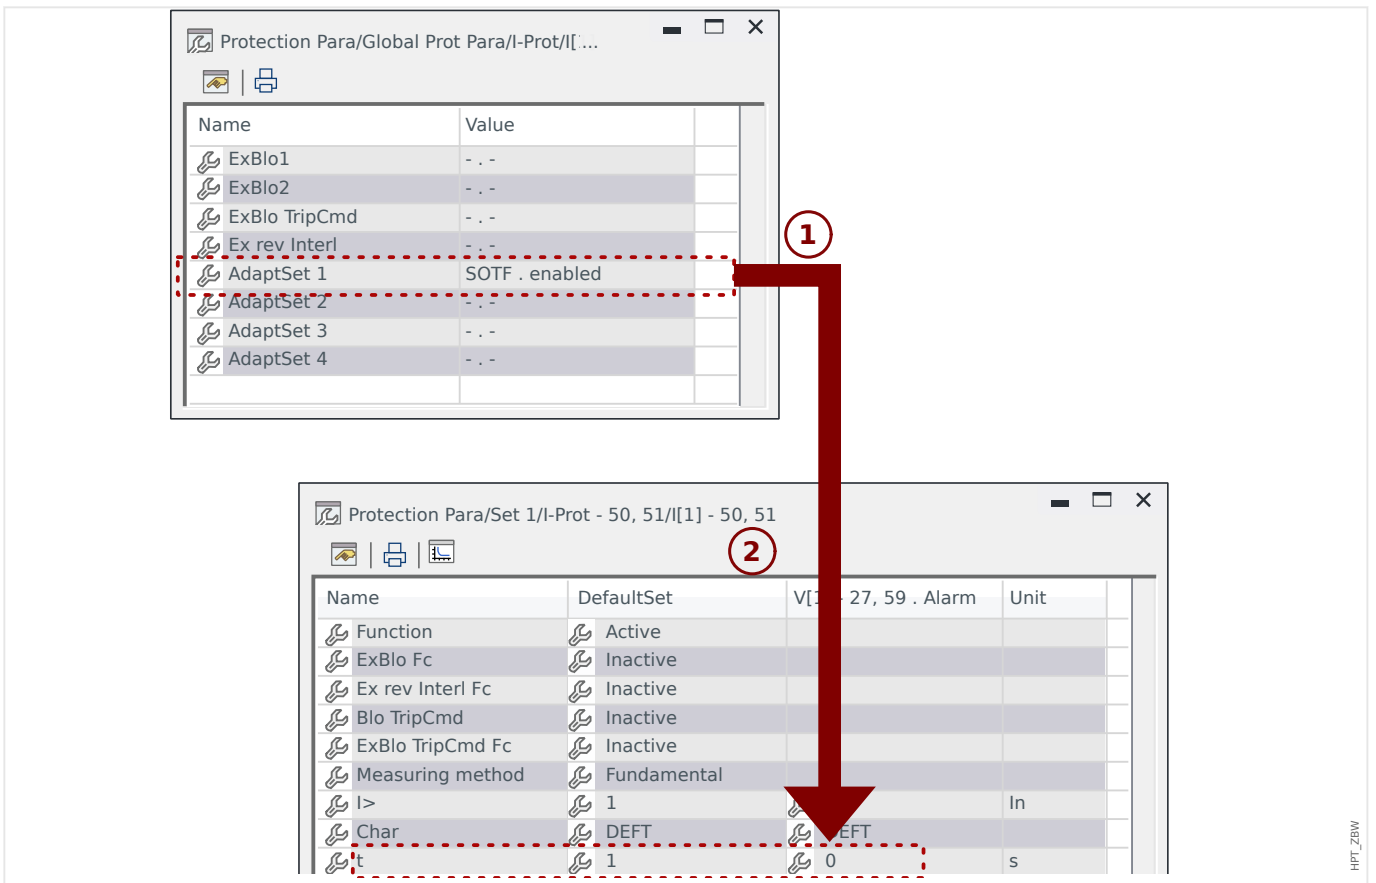 Protection Para/Global Prot Para/I-Prot/I[ ...
Name Value
ExBlo1 - . -
ExBlo2 - . -
ExBlo TripCmd - . -
Ex rev Interl - . -
AdaptSet 1 SOTF . enabled
AdaptSet 2 - . -
AdaptSet 3 - . -
AdaptSet 4 - . -
1
Protection Para/Set 1/I-Prot - 50, 51/I[1] - 50, 51
2
Name DefaultSet 27, 59 . Alarm Unit
Function Active
ExBlo Fc Inactive
Ex rev Interl Fc Inactive
Blo TripCmd Inactive
ExBlo TripCmd Fc Inactive
Measuring method Fundamental
I> 1 In
Char DEFT
t 1 0 s
HPT_ZBW